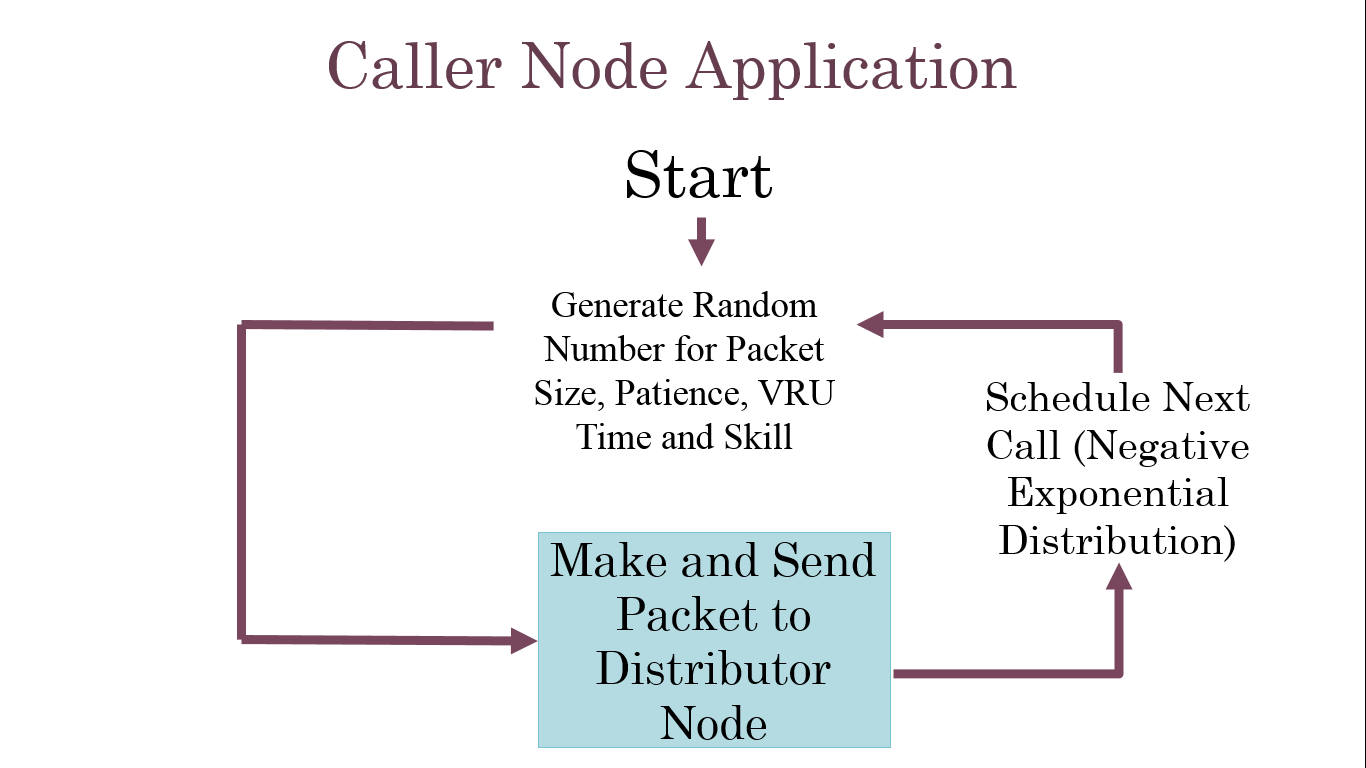 Caller Node Application
Start
Generate Random
Number for Packet
Size, Patience, VRU
Time and Skill
Schedule Next
Call (Negative
Exponential
Distribution)
Make and Send
Packet to
Distributor
Node